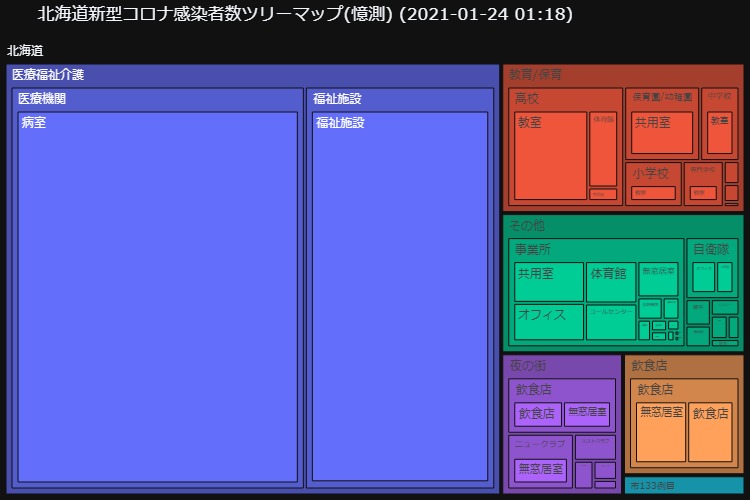 北海道新型コロナ感染者数ツリーマップ(憶測) (2021-01-24 01:18)
北海道
医療福祉介護
医療機関
病室
福祉施設
福祉施設
教育/保育
高校
教室
体育館
保育園/幼稚園
共用室
中学校
教室
小学校
教室
専門学校
教室
その他
事業所
共用室
体育館
無窓居室
オフィス
コールセンター
自衛隊
夜の街
飲食店
飲食店
無窓居室
ニュークラブ
無窓居室
飲食店
飲食店
無窓居室
飲食店
市133例目